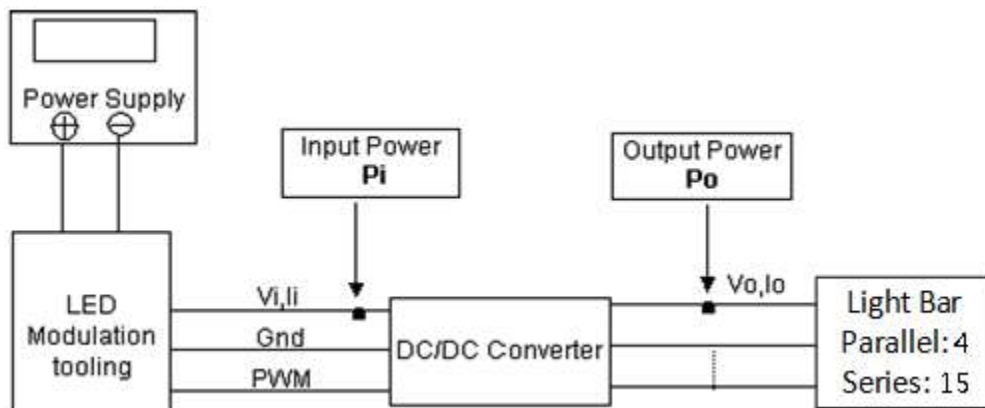 Power Supply
Input Power
Pi
Output Power
Po
LED
Modulation
tooling
Vi,Ii
Gnd
PWM
DC/DC Converter
Vo,Io
Light Bar
Parallel: 4
Series: 15